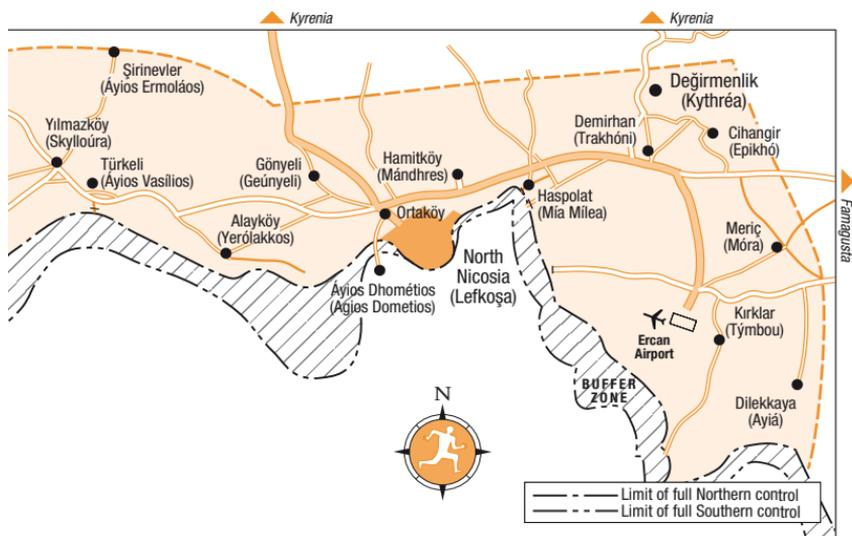 Kyrenia
Kyrenia
Şirinevler
(Áyios Ermoláos)
Değirmenlik
(Kythréa)
Yılmazköy
(Skylloúra)
Demirhan
(Trakhóni)
Cihangir
(Epikhó)
Türkeli
(Áyios Vasílios)
Gönyeli
(Geúnyeli)
Hamitköy
(Mándhres)
Haspolat
(Mía Mílea)
Ortaköy
Famagusta
Alayköy
(Yerólakkos)
Meriç
(Móra)
North
Nicosia
(Lefkoşa)
Áyios Dhométios
(Agios Dometios)
Ercan
Airport
Kırklar
(Týmbou)
BUFFER
ZONE
Dilekkaya
(Ayiá)
N
Limit of full Northern control
Limit of full Southern control